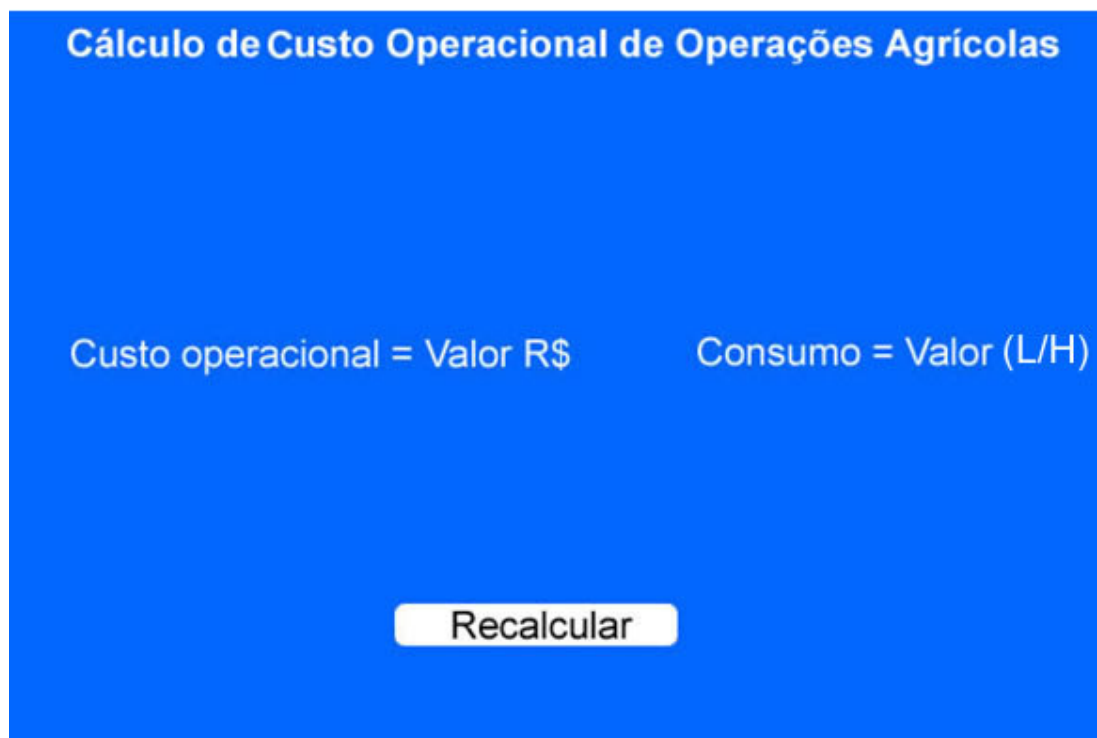 Cálculo de Custo Operacional de Operações Agrícolas
Custo operacional = Valor R$
Consumo = Valor (L/H)
Recalcular